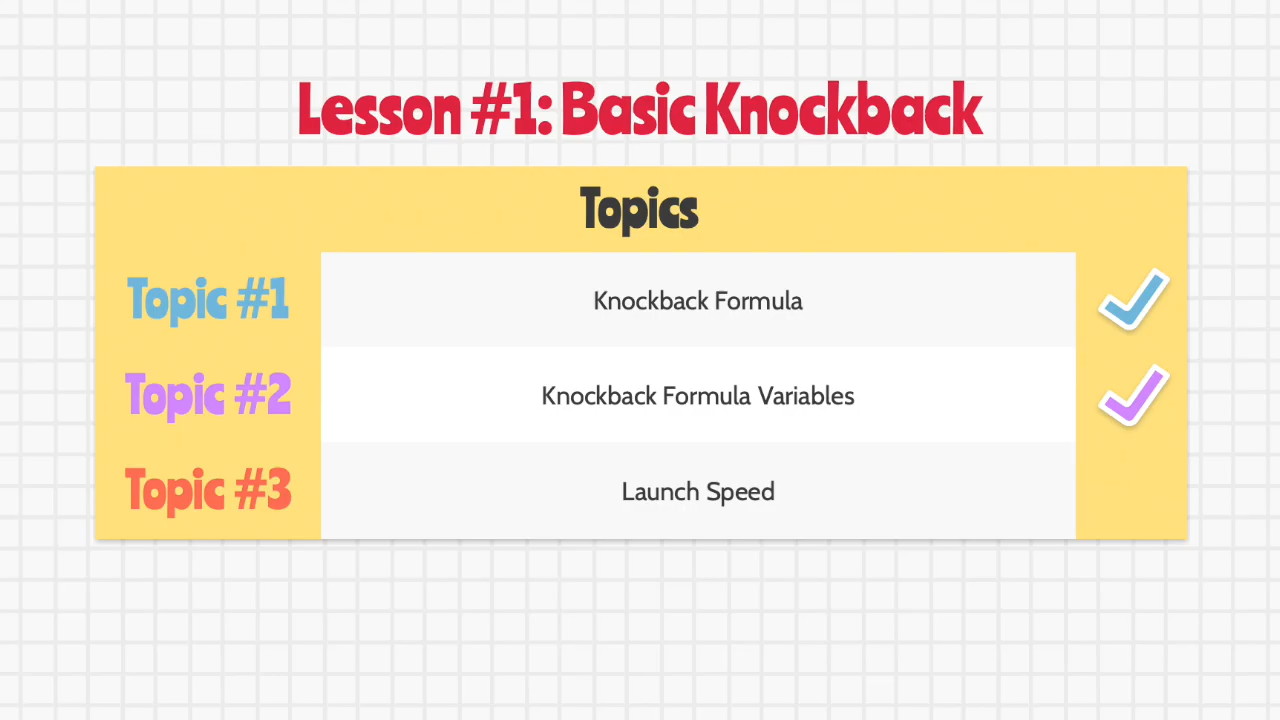 Lesson #1: Basic Knockback
Topics
Topic #1 Knockback Formula
Topic #2 Knockback Formula Variables
Topic #3 Launch Speed